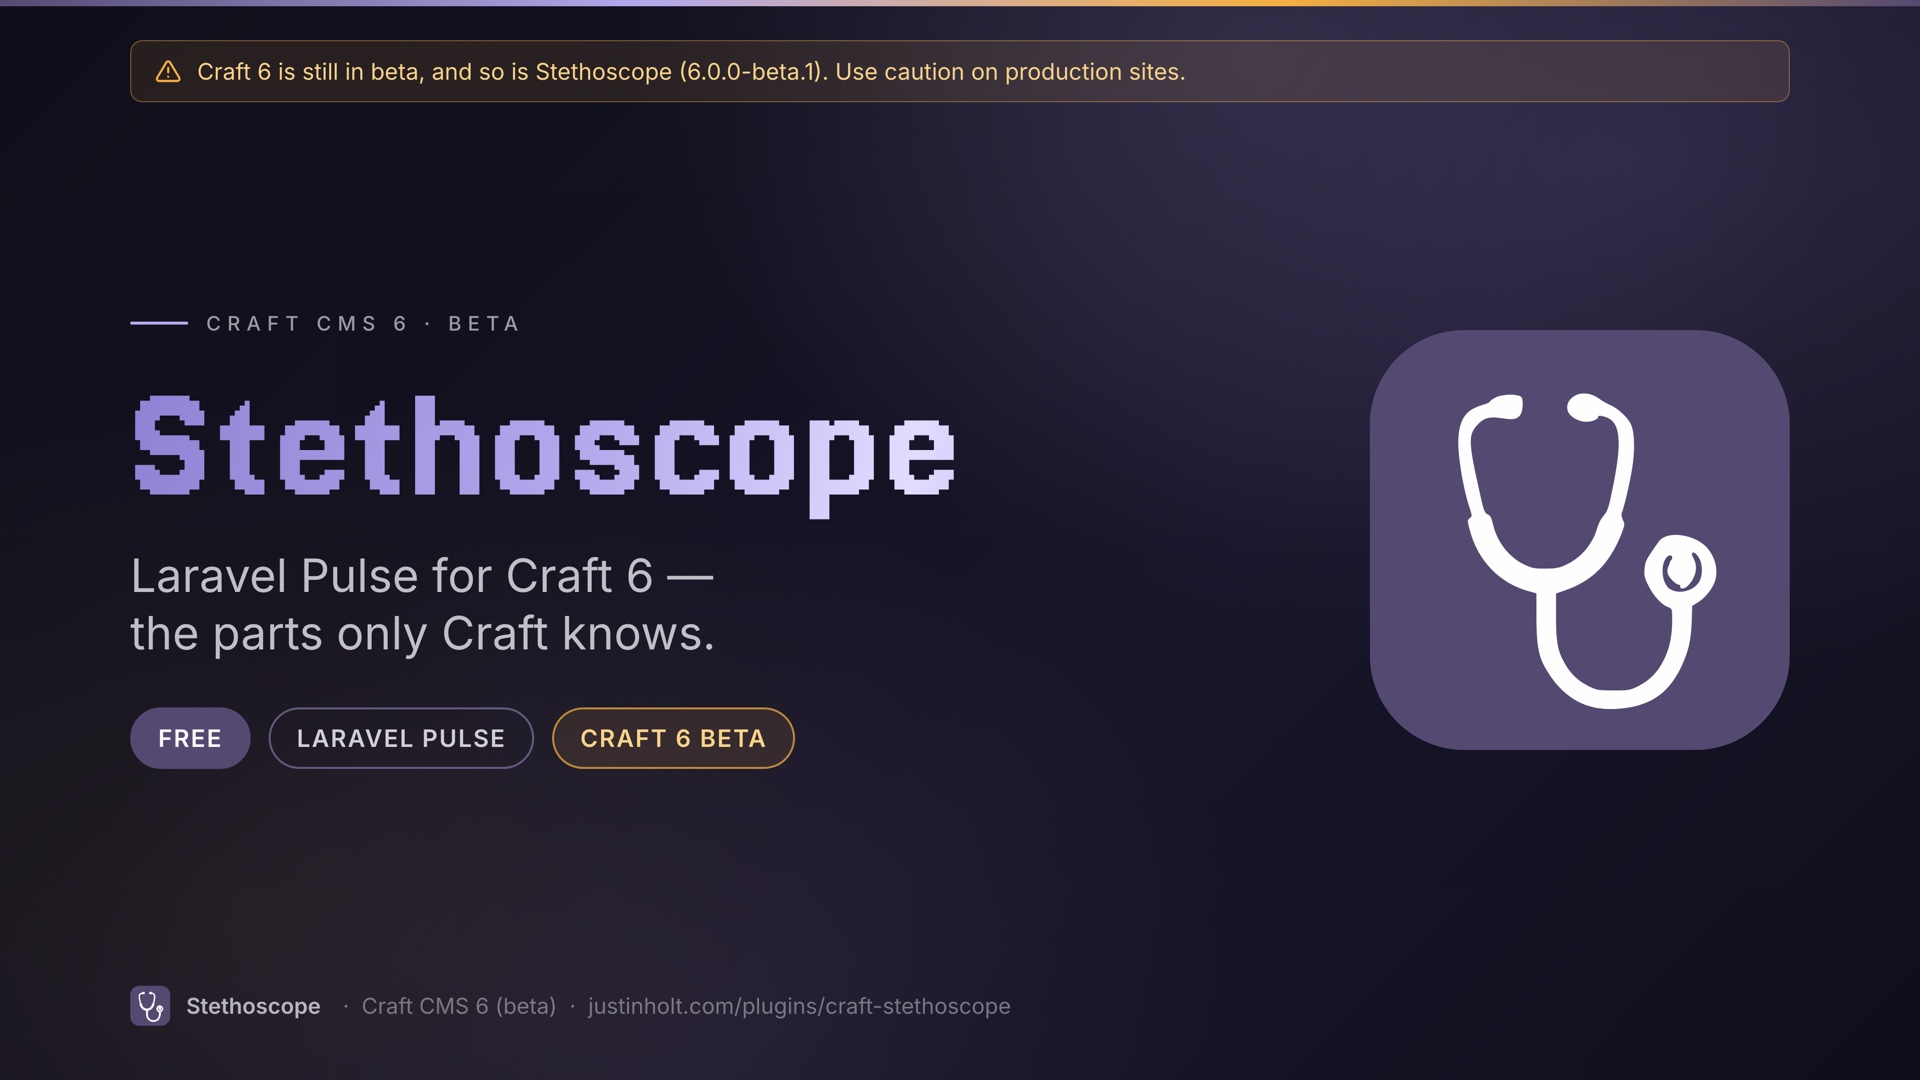 Craft 6 is still in beta, and so is Stethoscope (6.0.0-beta.1). Use caution on production sites.
CRAFT CMS 6 · BETA
Stethoscope
Laravel Pulse for Craft 6 —
the parts only Craft knows.
FREE LARAVEL PULSE CRAFT 6 BETA
Stethoscope · Craft CMS 6 (beta) · justinholt.com/plugins/craft-stethoscope